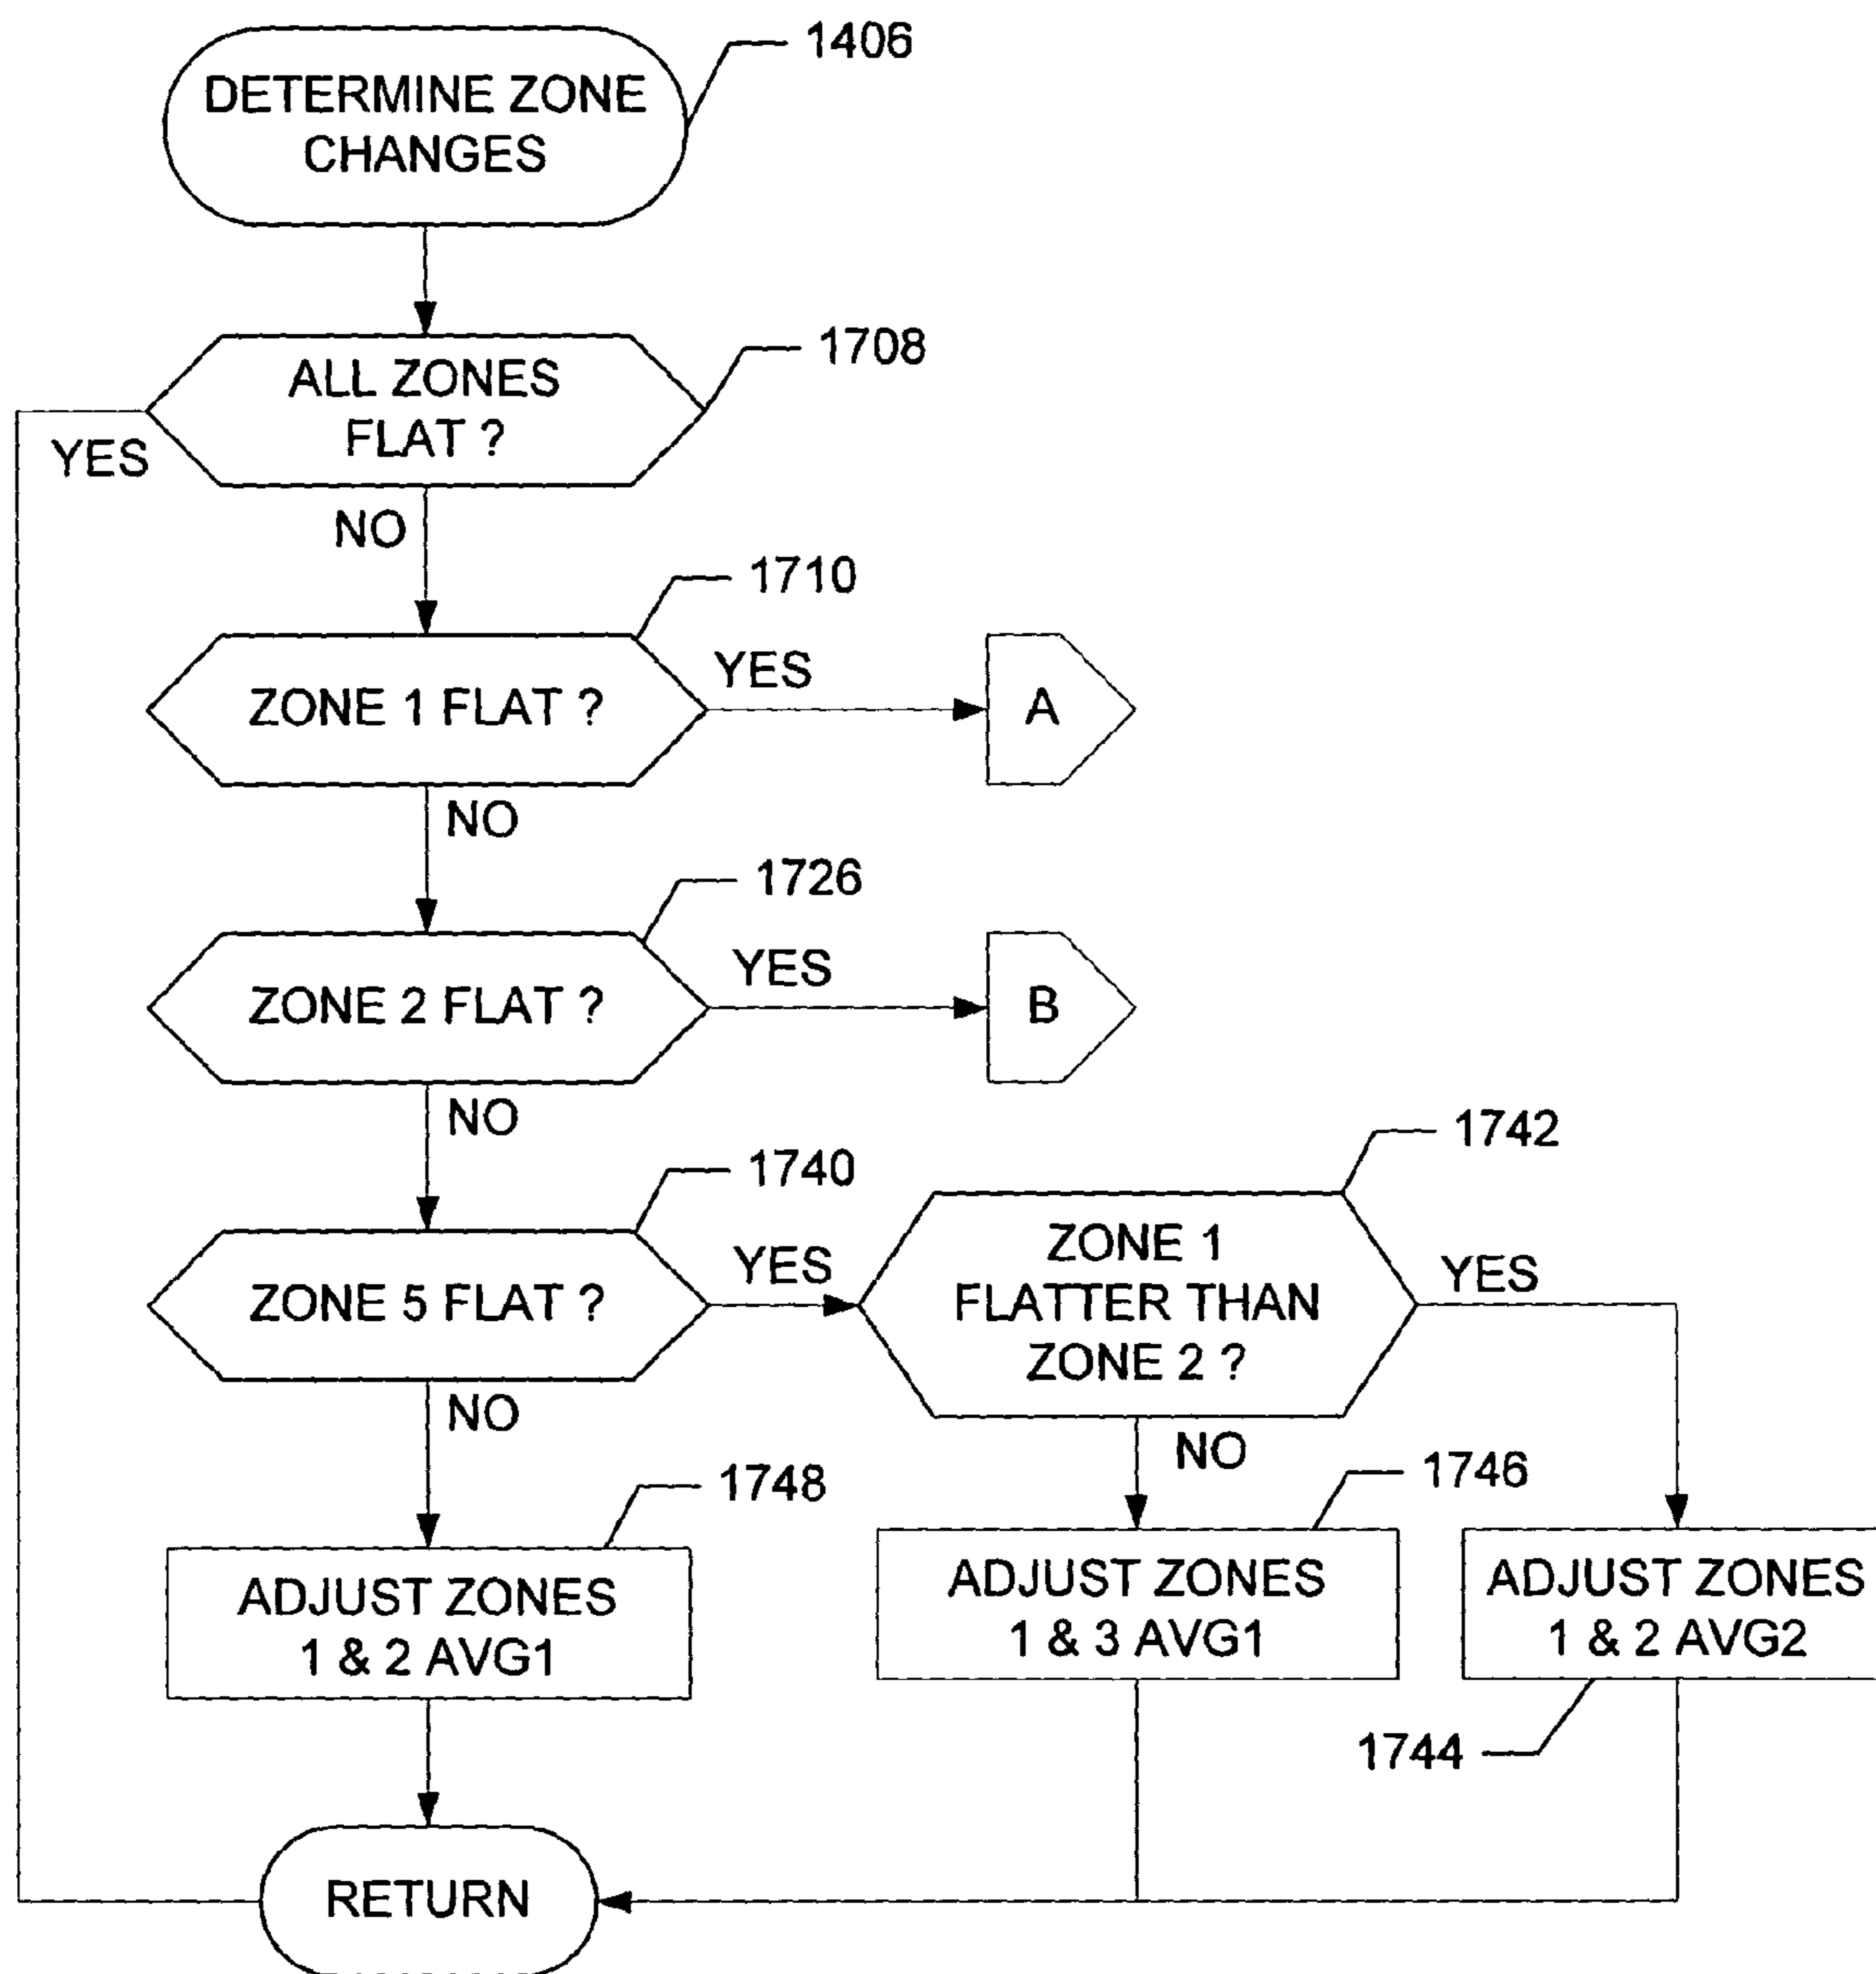 1406
DETERMINE ZONE
CHANGES
1708
ALL ZONES
FLAT ?
YES
NO
1710
ZONE 1 FLAT ?
YES
A
NO
1726
ZONE 2 FLAT ?
YES
B
NO
1740
ZONE 5 FLAT ?
YES
1742
ZONE 1
FLATTER THAN
ZONE 2 ?
YES
NO
NO
1748
ADJUST ZONES
1 & 2 AVG1
1746
ADJUST ZONES
1 & 3 AVG1
ADJUST ZONES
1 & 2 AVG2
1744
RETURN